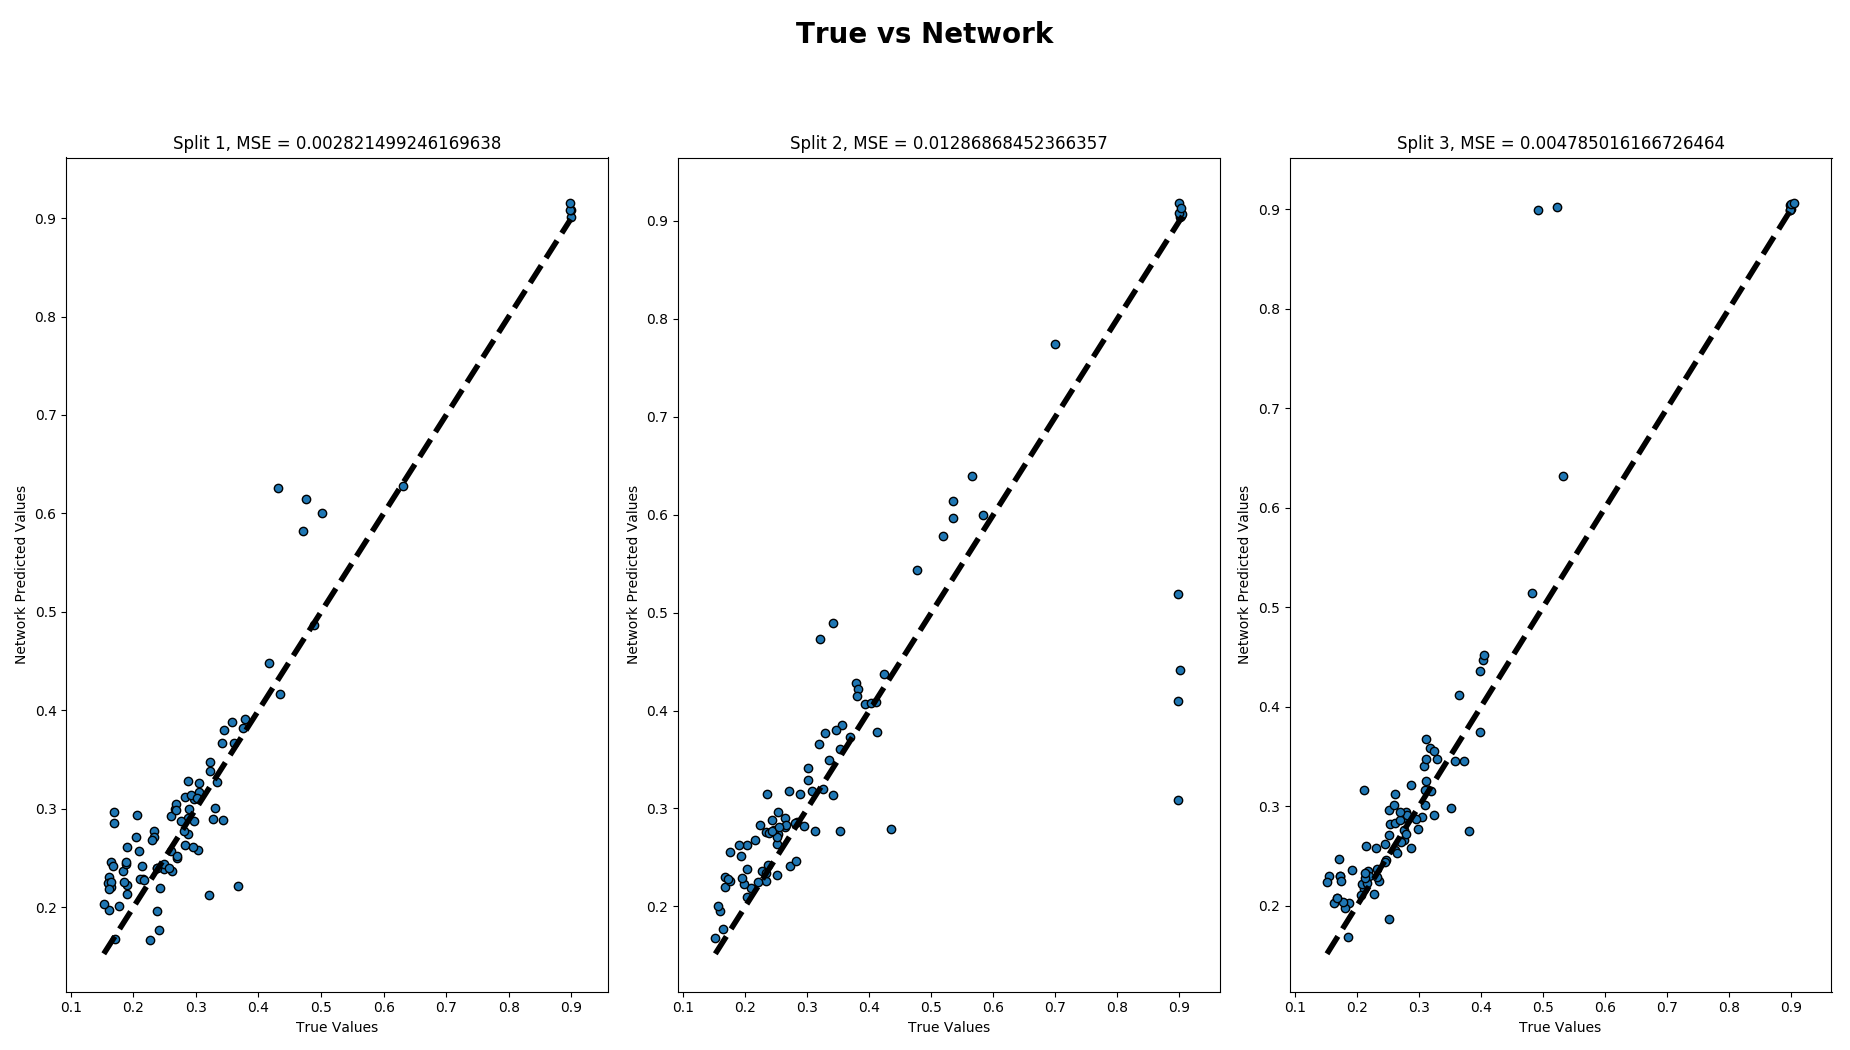 True vs Network
Split 1, MSE = 0.002821499246169638
Network Predicted Values
0.9
0.8
0.7
0.6
0.5
0.4
0.3
0.2
0.1 0.2 0.3 0.4 0.5 0.6 0.7 0.8 0.9
True Values
Split 2, MSE = 0.01286868452366357
Network Predicted Values
0.9
0.8
0.7
0.6
0.5
0.4
0.3
0.2
0.1 0.2 0.3 0.4 0.5 0.6 0.7 0.8 0.9
True Values
Split 3, MSE = 0.004785016166726464
Network Predicted Values
0.9
0.8
0.7
0.6
0.5
0.4
0.3
0.2
0.1 0.2 0.3 0.4 0.5 0.6 0.7 0.8 0.9
True Values